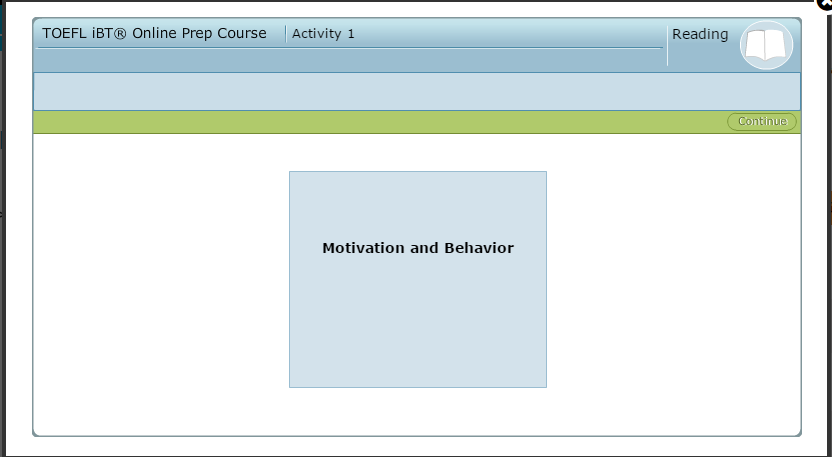 TOEFL iBT® Online Prep Course
Activity 1
Reading
Continue
Motivation and Behavior